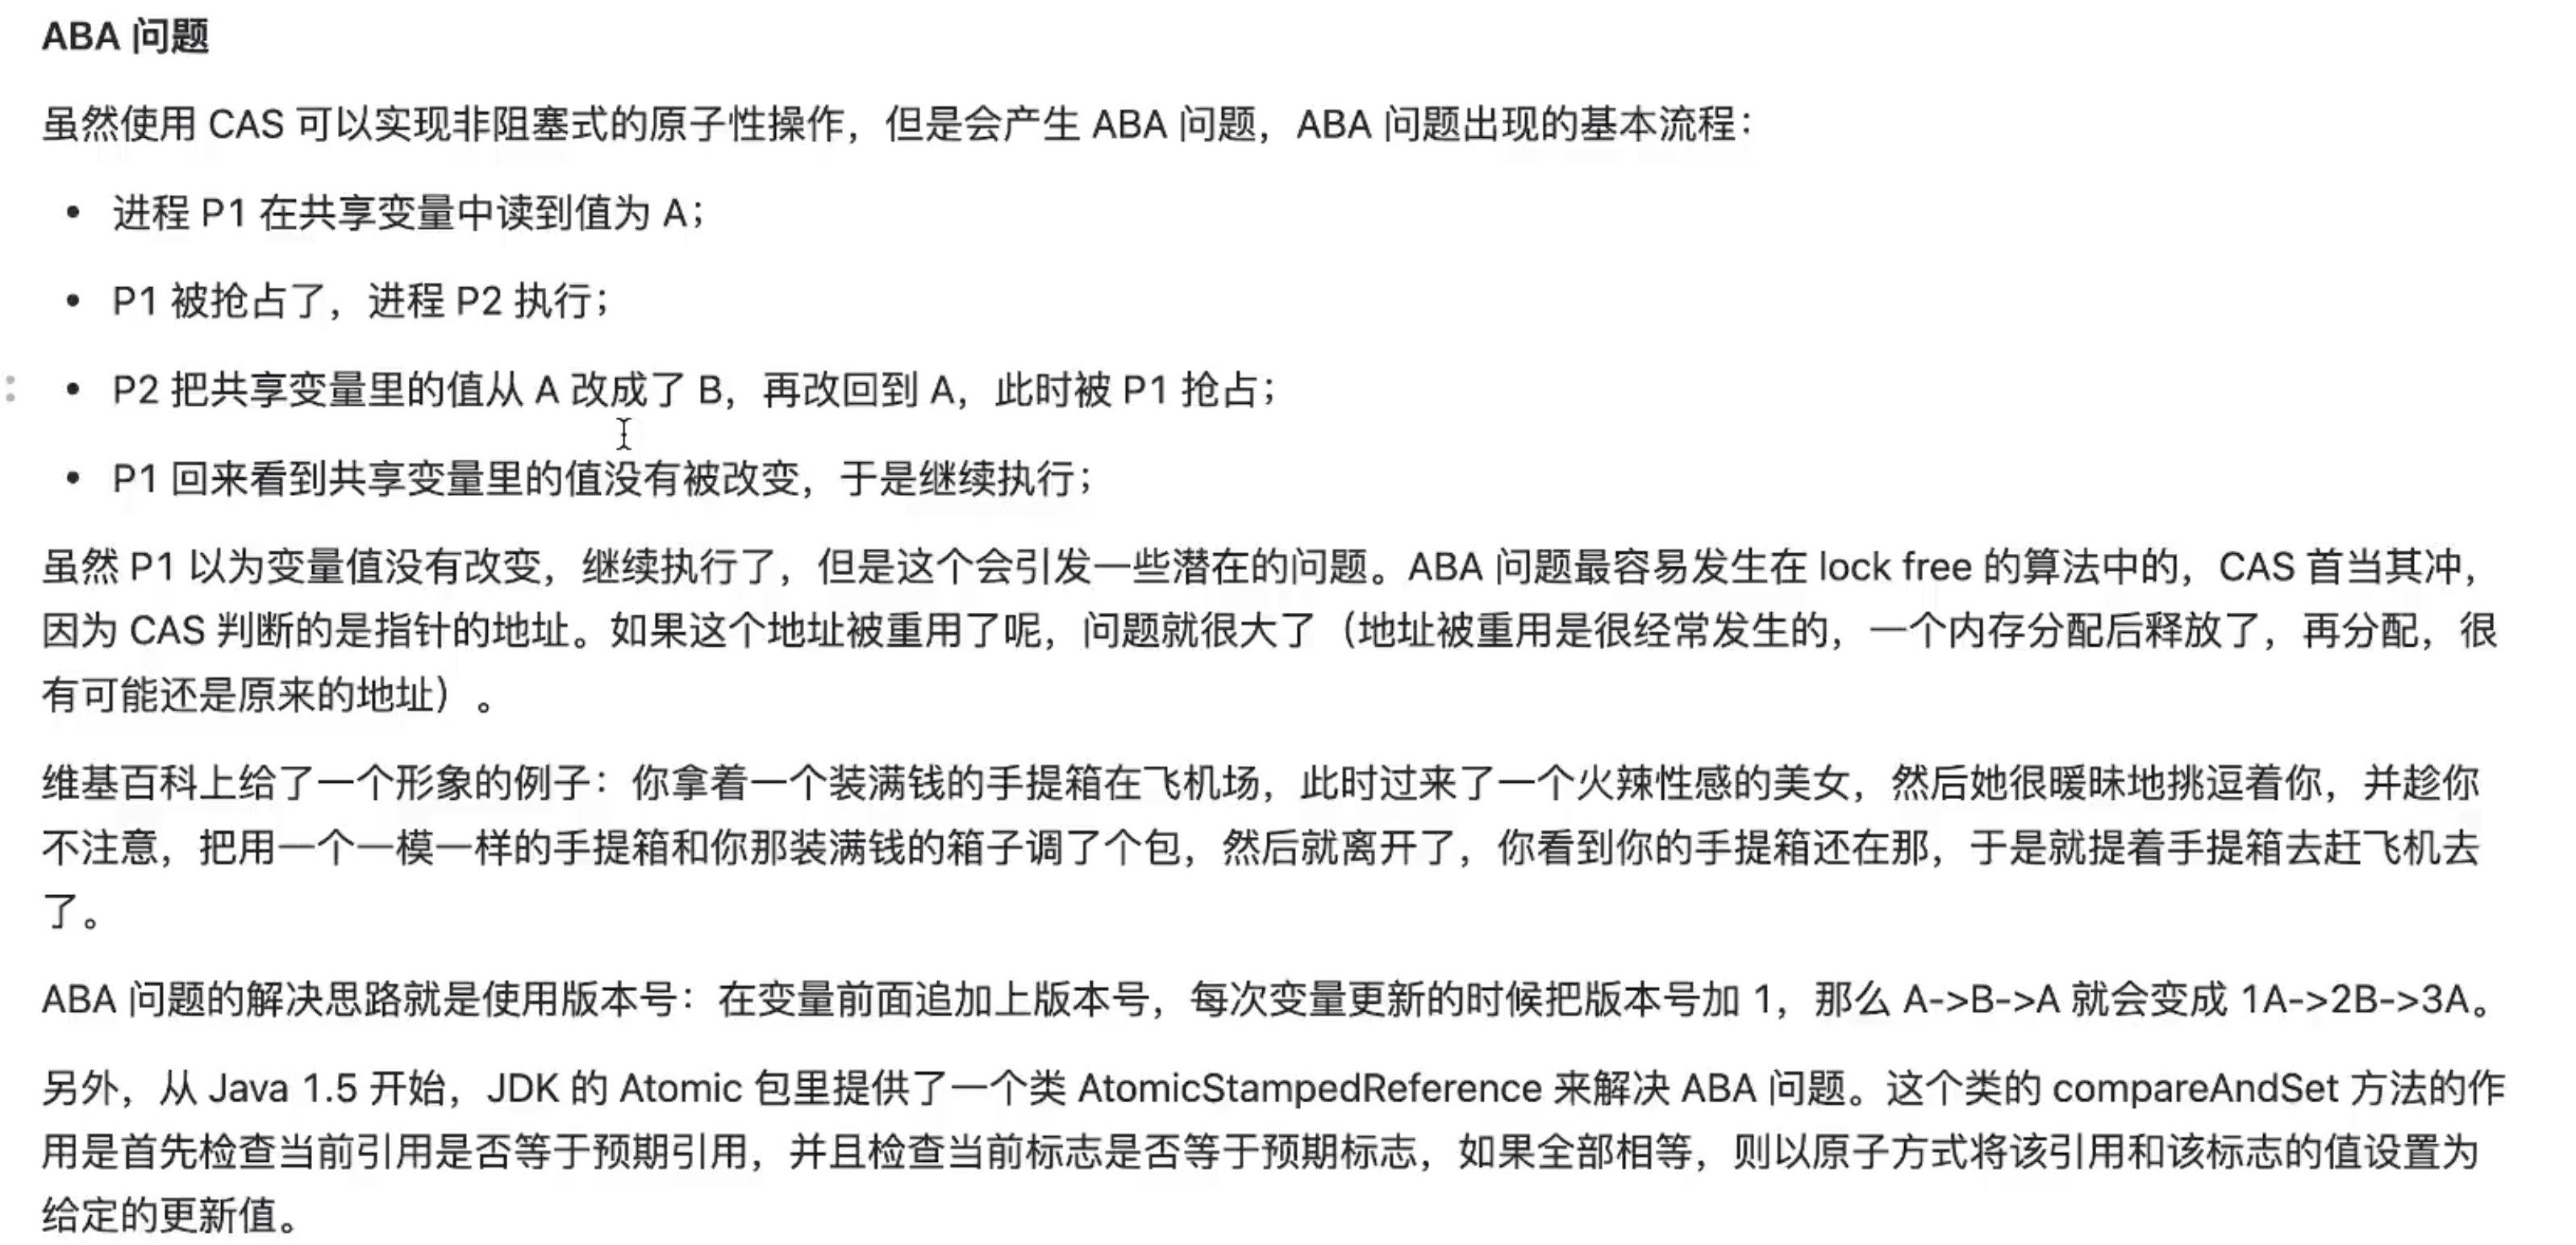 ABA 问题
虽然使用 CAS 可以实现非阻塞式的原子性操作，但是会产生 ABA 问题，ABA 问题出现的基本流程：
• 进程 P1 在共享变量中读到值为 A；
• P1 被抢占了，进程 P2 执行；
• P2 把共享变量里的值从 A 改成了 B，再改回到 A，此时被 P1 抢占；
• P1 回来看到共享变量里的值没有被改变，于是继续执行；
虽然 P1 以为变量值没有改变，继续执行了，但是这个会引发一些潜在的问题。ABA 问题最容易发生在 lock free 的算法中的，CAS 首当其冲，
因为 CAS 判断的是指针的地址。如果这个地址被重用了呢，问题就很大了（地址被重用是很经常发生的，一个内存分配后释放了，再分配，很
有可能还是原来的地址）。
维基百科上给了一个形象的例子：你拿着一个装满钱的手提箱在飞机场，此时过来了一个火辣性感的美女，然后她很暖昧地挑逗着你，并趁你
不注意，把用一个一模一样的手提箱和你那装满钱的箱子调了个包，然后就离开了，你看到你的手提箱还在那，于是就提着手提箱去赶飞机去
了。
ABA 问题的解决思路就是使用版本号：在变量前面追加上版本号，每次变量更新的时候把版本号加 1，那么 A->B->A 就会变成 1A->2B->3A。
另外，从 Java 1.5 开始，JDK 的 Atomic 包里提供了一个类 AtomicStampedReference 来解决 ABA 问题。这个类的 compareAndSet 方法的作
用是首先检查当前引用是否等于预期引用，并且检查当前标志是否等于预期标志，如果全部相等，则以原子方式将该引用和该标志的值设置为
给定的更新值。